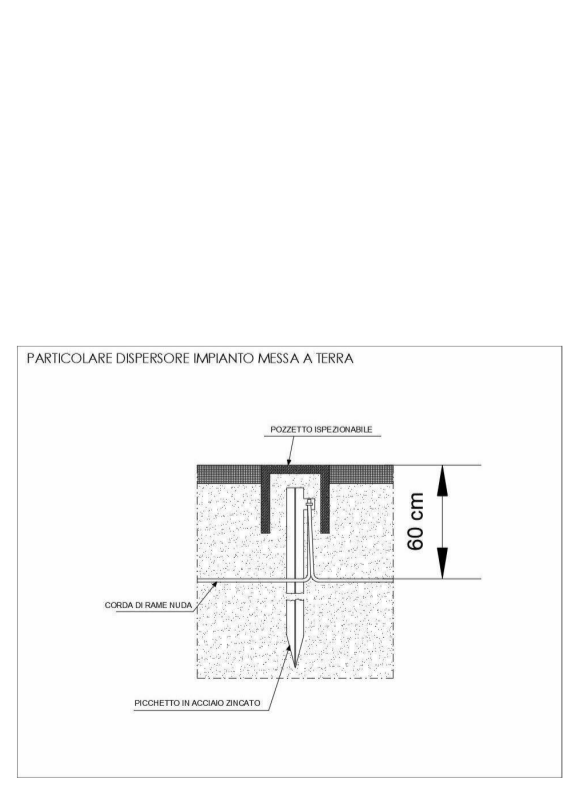 PARTICOLARE DISPERSORE IMPIANTO MESSA A TERRA
POZZETTO ISPEZIONABILE
60 cm
CORDA DI RAME NUDA
PICCHETTO IN ACCIAIO ZINCATO